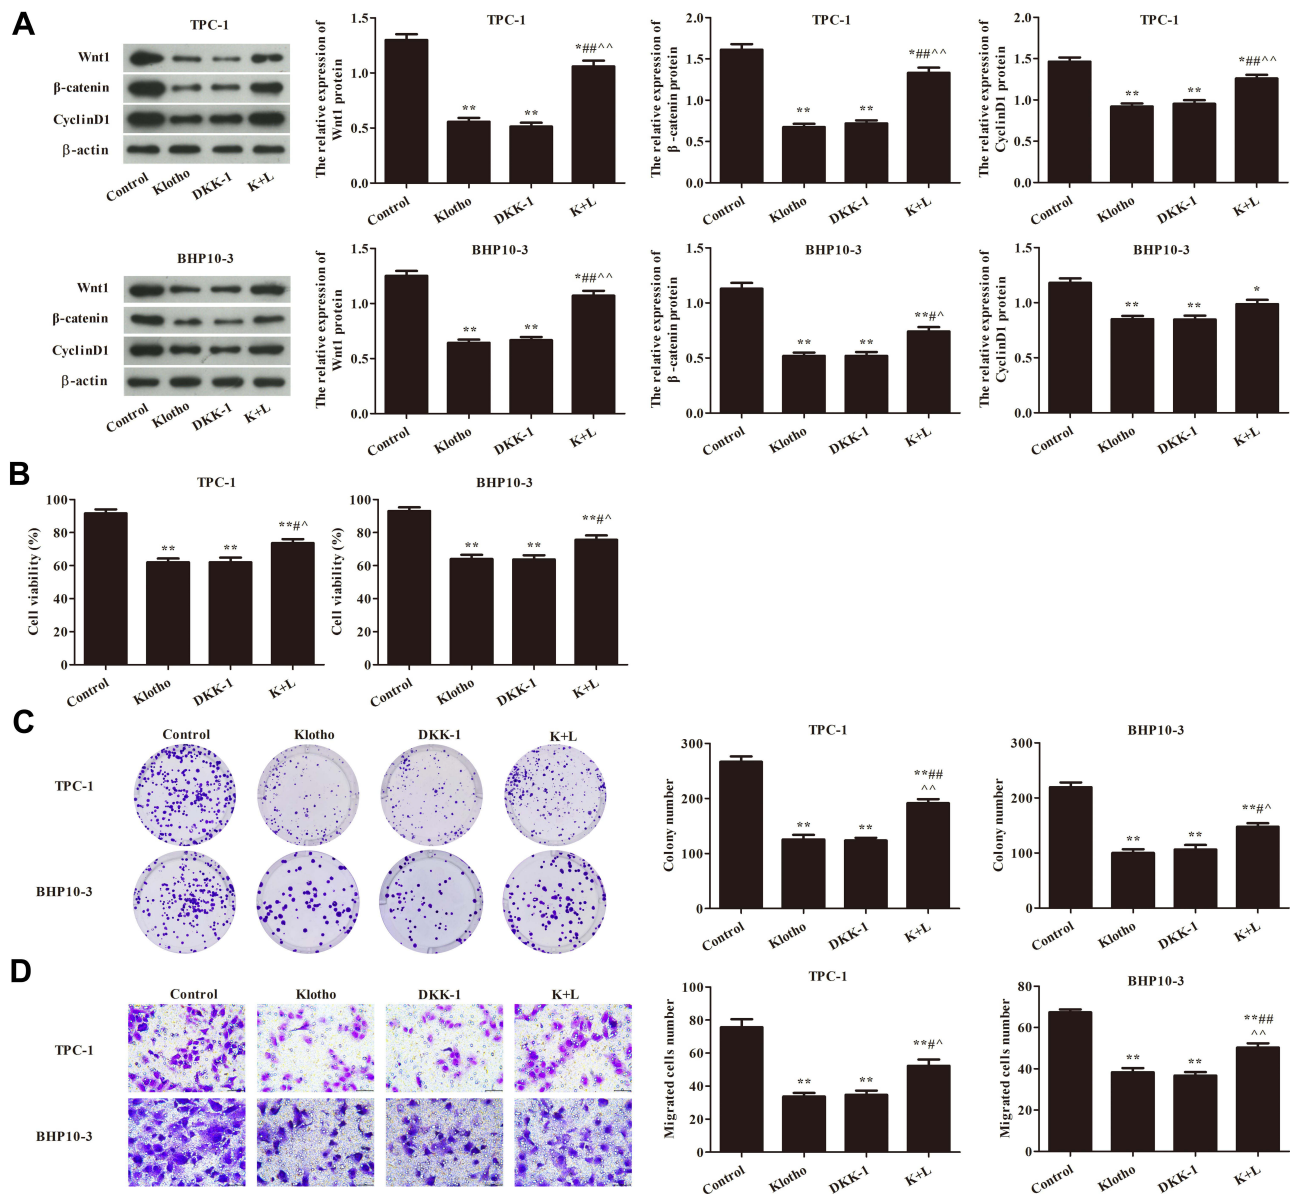 A
TPC-1
Wnt1
β-catenin
CyclinD1
β-actin
Control
Klotho
DKK-1
K+L
TPC-1
The relative expression of
Wnt1 protein
1.5
1.0
0.5
0.0
**
**
*##^^
Control
Klotho
DKK-1
K+L
TPC-1
The relative expression of
β-catenin protein
2.0
1.5
1.0
0.5
0.0
**
**
*##^^
Control
Klotho
DKK-1
K+L
TPC-1
The relative expression of
CyclinD1 protein
2.0
1.5
1.0
0.5
0.0
**
**
*##^^
Control
Klotho
DKK-1
K+L
BHP10-3
Wnt1
β-catenin
CyclinD1
β-actin
Control
Klotho
DKK-1
K+L
BHP10-3
The relative expression of
Wnt1 protein
1.5
1.0
0.5
0.0
**
**
*##^^
Control
Klotho
DKK-1
K+L
BHP10-3
The relative expression of
β-catenin protein
1.5
1.0
0.5
0.0
**
**
**#^
Control
Klotho
DKK-1
K+L
BHP10-3
The relative expression of
CyclinD1 protein
1.5
1.0
0.5
0.0
**
**
*
Control
Klotho
DKK-1
K+L
B
TPC-1
Cell viability (%)
100
80
60
40
20
0
**
**
**#^
Control
Klotho
DKK-1
K+L
BHP10-3
Cell viability (%)
100
80
60
40
20
0
**
**
**#^
Control
Klotho
DKK-1
K+L
C
Control
Klotho
DKK-1
K+L
TPC-1
BHP10-3
TPC-1
Colony number
300
200
100
0
**
**
**##
^^
Control
Klotho
DKK-1
K+L
BHP10-3
Colony number
300
200
100
0
**
**
**#^
Control
Klotho
DKK-1
K+L
D
Control
Klotho
DKK-1
K+L
TPC-1
BHP10-3
TPC-1
Migrated cells number
100
80
60
40
20
0
**
**
**#^
Control
Klotho
DKK-1
K+L
BHP10-3
Migrated cells number
80
60
40
20
0
**
**
**##
^^
Control
Klotho
DKK-1
K+L